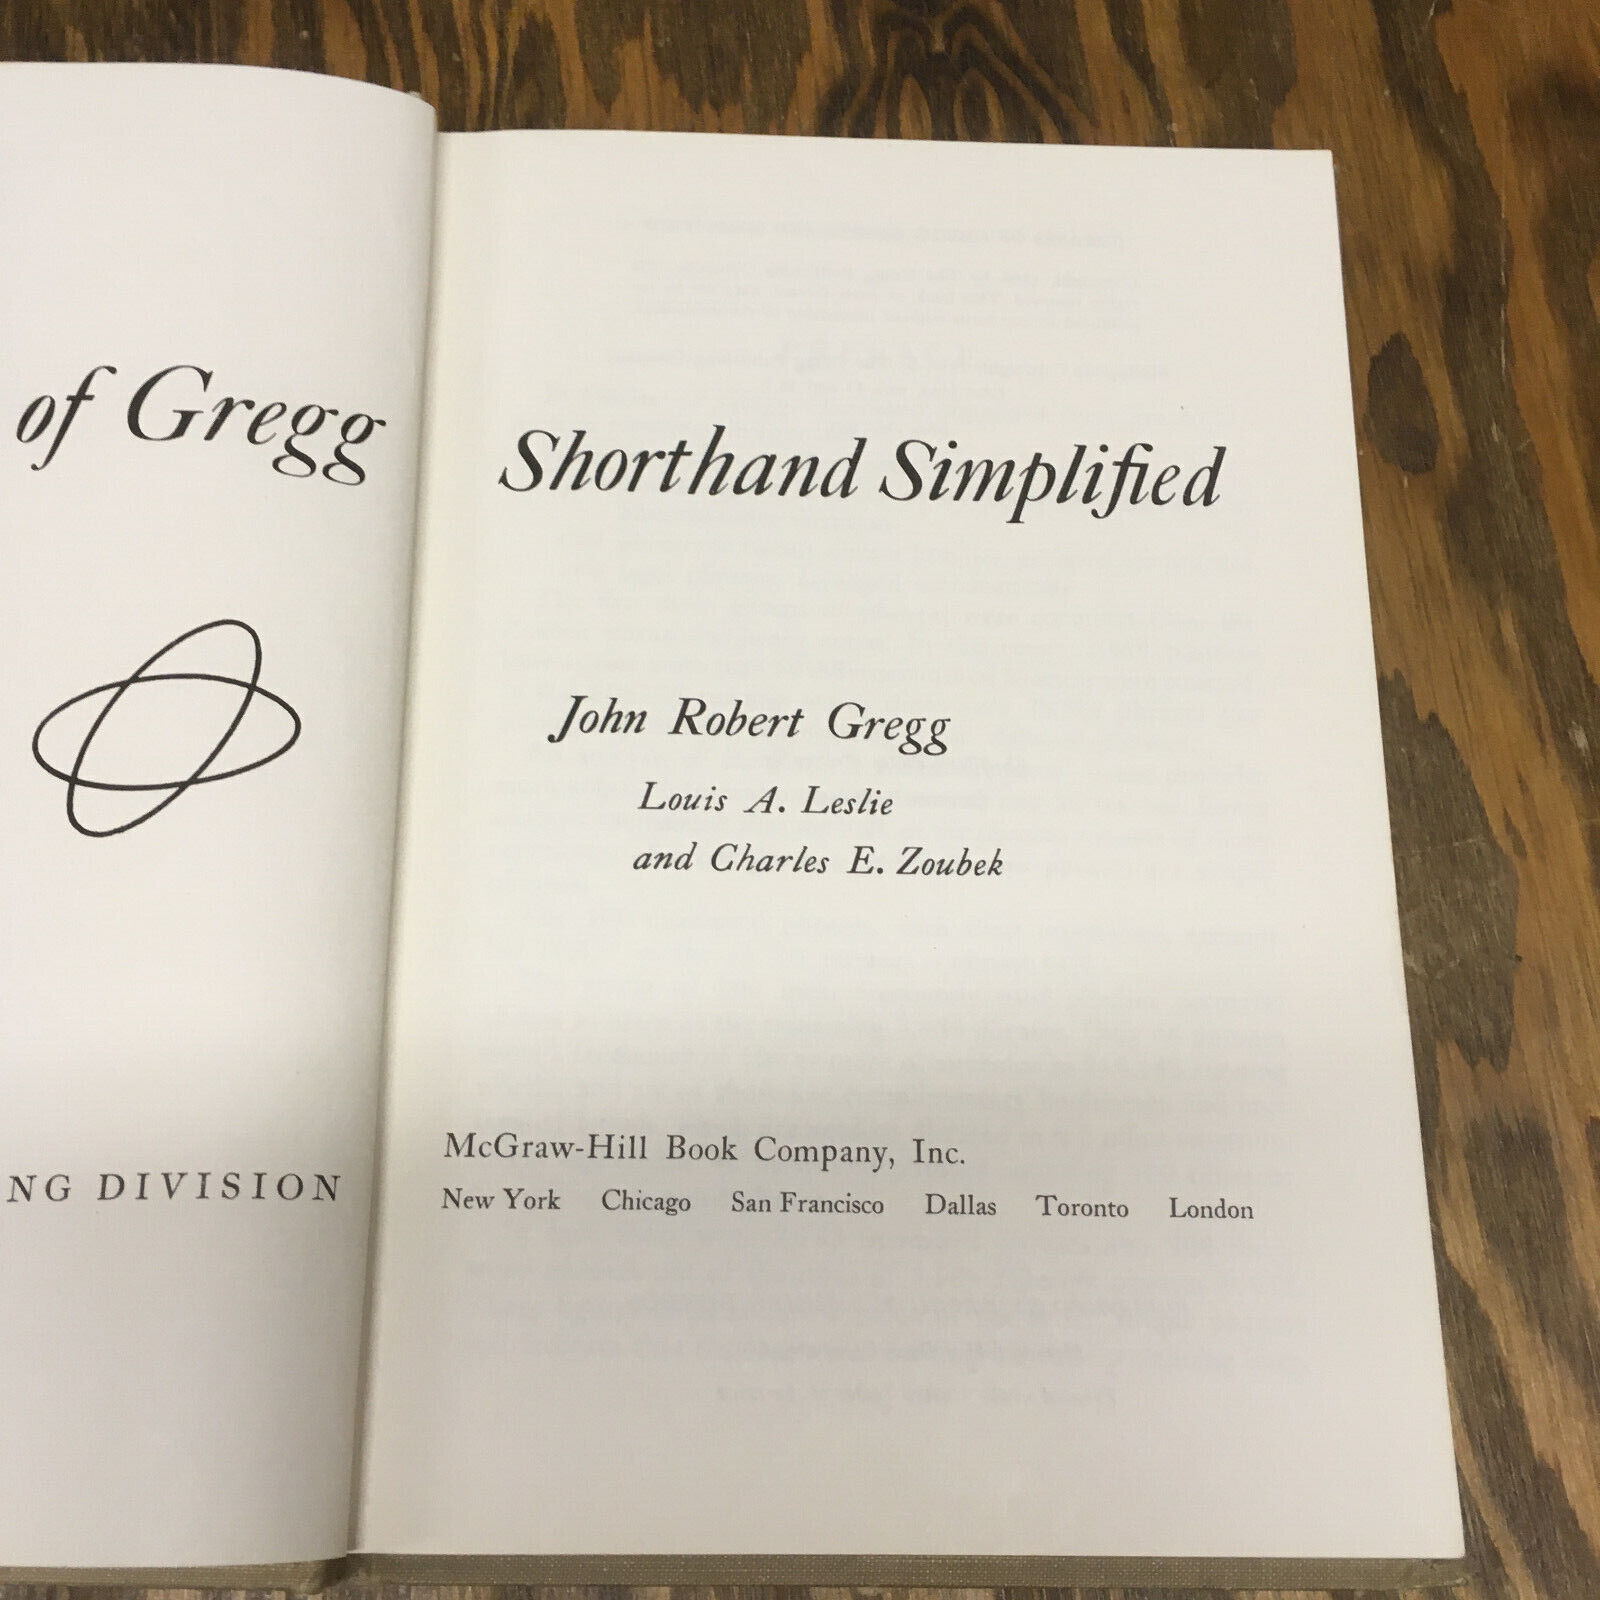 of Gregg
Shorthand Simplified
John Robert Gregg
Louis A. Leslie
and Charles E. Zoubek
NG DIVISION
McGraw-Hill Book Company, Inc.
New York Chicago San Francisco Dallas Toronto London